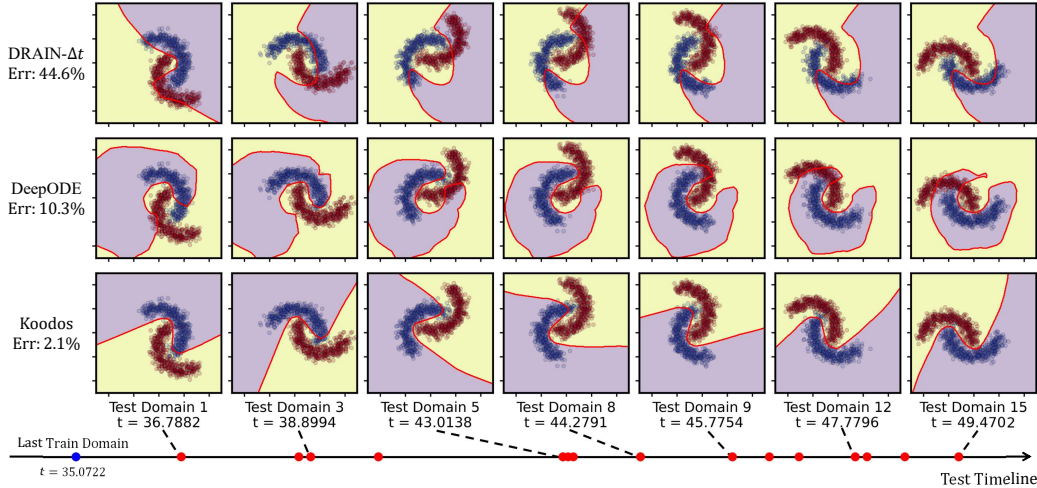 DRAIN-Δt
Err: 44.6%
DeepODE
Err: 10.3%
Koodos
Err: 2.1%
Test Domain 1
t = 36.7882
Test Domain 3
t = 38.8994
Test Domain 5
t = 43.0138
Test Domain 8
t = 44.2791
Test Domain 9
t = 45.7754
Test Domain 12
t = 47.7796
Test Domain 15
t = 49.4702
Last Train Domain
t = 35.0722
Test Timeline